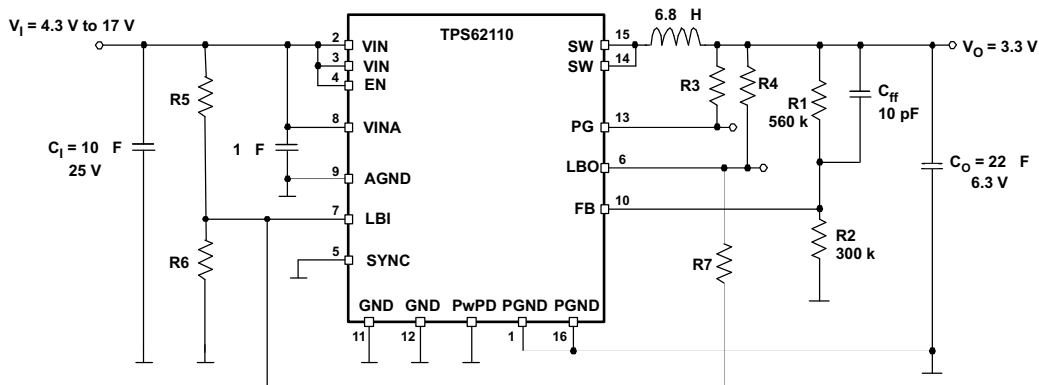 V_I = 4.3 V to 17 V
TPS62110
6.8 H
V_O = 3.3 V
2
VIN
3
VIN
4
EN
15
SW
14
SW
R5
R3
R4
R1
560 k
C_ff
10 pF
8
VINA
PG
13
C_I = 10 F
25 V
1 F
LBO
6
C_O = 22 F
6.3 V
9
AGND
7
LBI
FB
10
R6
5
SYNC
R7
R2
300 k
GND
GND
PwPD
PGND
PGND
11
12
1
16